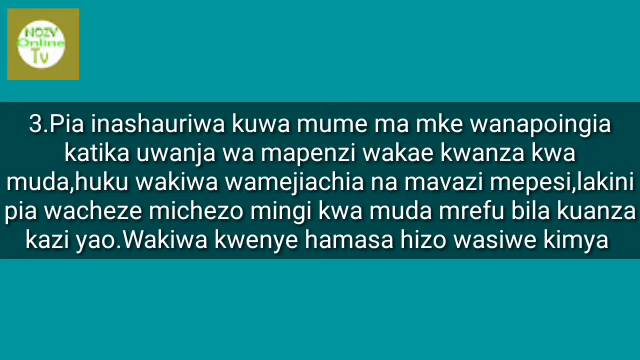 NOZY
Online
Tv
3.Pia inashauriwa kuwa mume ma mke wanapoingia
katika uwanja wa mapenzi wakae kwanza kwa
muda,huku wakiwa wamejiachia na mavazi mepesi,lakini
pia wacheze michezo mingi kwa muda mrefu bila kuanza
kazi yao.Wakiwa kwenye hamasa hizo wasiwe kimya